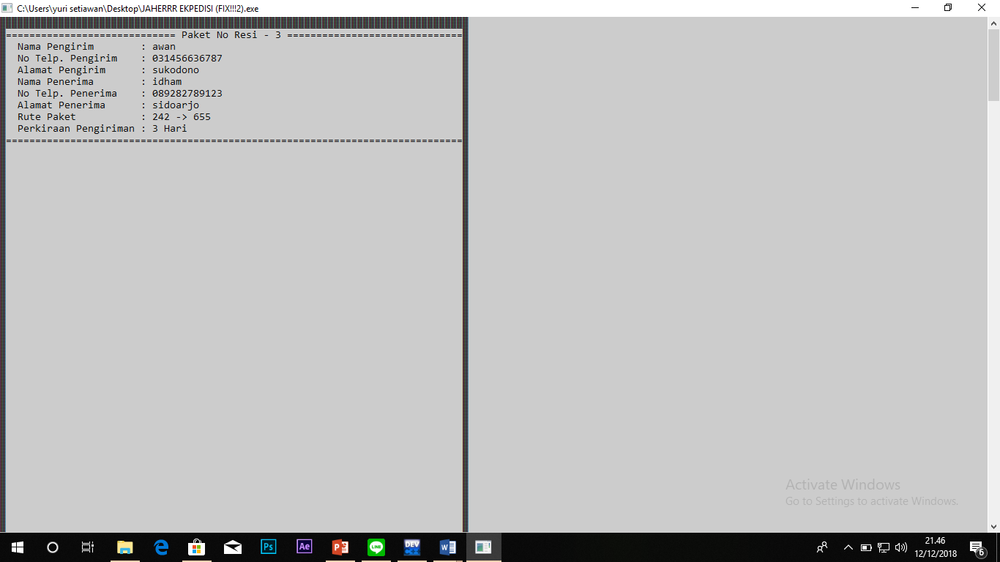 C:\Users\yuri setiawan\Desktop\JAHERRR EKPEDISI (FIX!!!2).exe
============================= Paket No Resi - 3 ==============================
Nama Pengirim : awan
No Telp. Pengirim : 031456636787
Alamat Pengirim : sukodono
Nama Penerima : idham
No Telp. Penerima : 089282789123
Alamat Penerima : sidoarjo
Rute Paket : 242 -> 655
Perkiraan Pengiriman : 3 Hari
==============================================================================
Activate Windows
Go to Settings to activate Windows.
Ps
Ae
P
LINE
DEV
W
21.46
12/12/2018
6